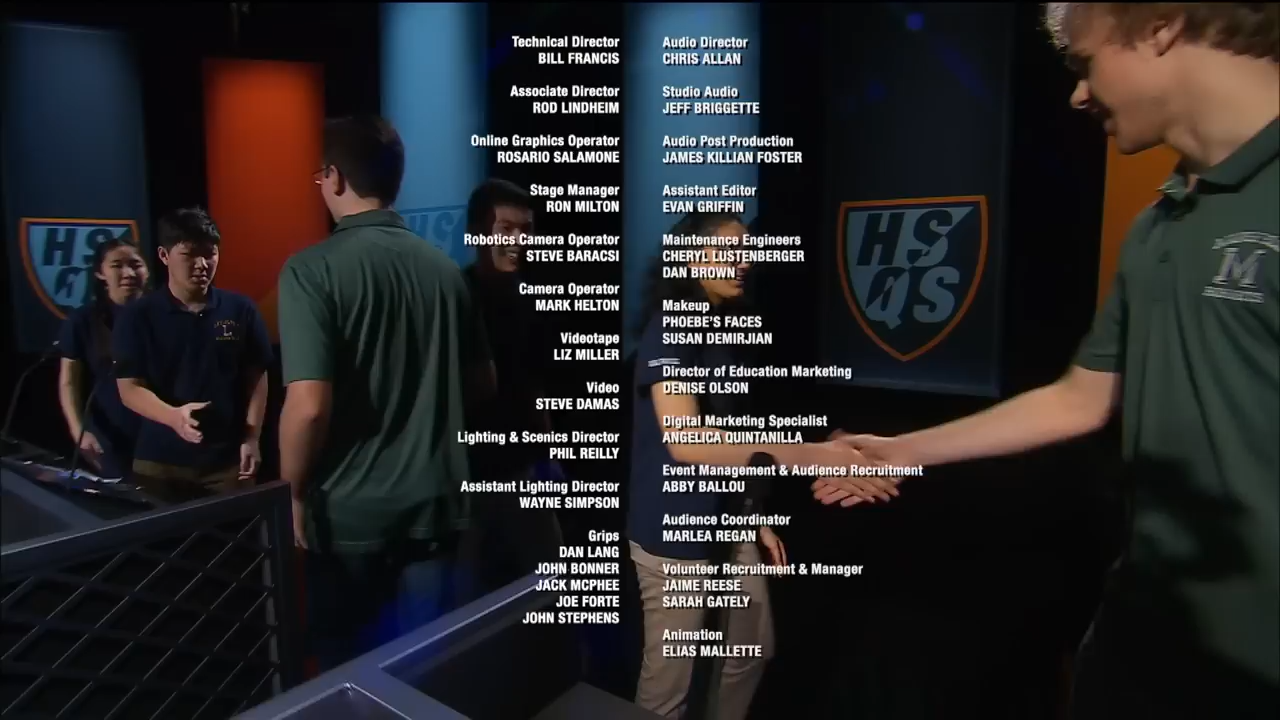 Technical Director
BILL FRANCIS
Associate Director
ROD LINDHEIM
Online Graphics Operator
ROSARIO SALAMONE
Stage Manager
RON MILTON
Robotics Camera Operator
STEVE BARACSI
Camera Operator
MARK HELTON
Videotape
LIZ MILLER
Video
STEVE DAMAS
Lighting & Scenics Director
PHIL REILLY
Assistant Lighting Director
WAYNE SIMPSON
Grips
DAN LANG
JOHN BONNER
JACK MCPHEE
JOE FORTE
JOHN STEPHENS
Audio Director
CHRIS ALLAN
Studio Audio
JEFF BRIGGETTE
Audio Post Production
JAMES KILLIAN FOSTER
Assistant Editor
EVAN GRIFFIN
Maintenance Engineers
CHERYL LUSTENBERGER
DAN BROWN
Makeup
PHOEBE'S FACES
SUSAN DEMIRJIAN
Director of Education Marketing
DENISE OLSON
Digital Marketing Specialist
ANGELICA QUINTANILLA
Event Management & Audience Recruitment
ABBY BALLOU
Audience Coordinator
MARLEA REGAN
Volunteer Recruitment & Manager
JAIME REESE
SARAH GATELY
Animation
ELIAS MALLETTE
HS
QS
HS
HS
QS
L
M